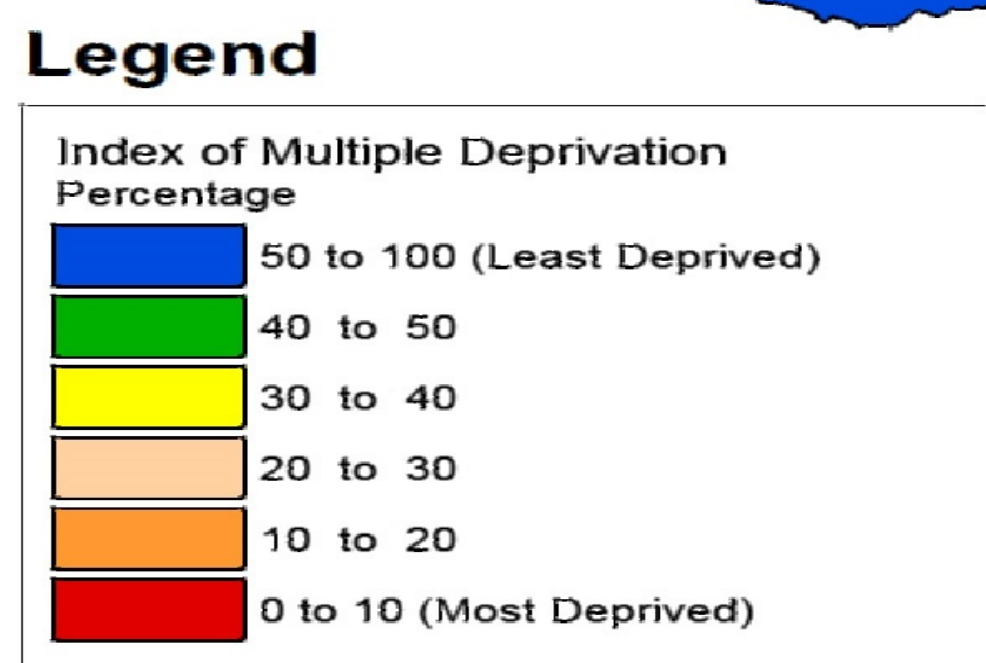 Legend
Index of Multiple Deprivation
Percentage
50 to 100 (Least Deprived)
40 to 50
30 to 40
20 to 30
10 to 20
0 to 10 (Most Deprived)